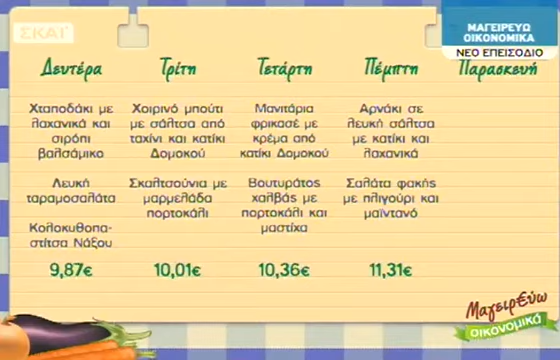 ΣΚΑΪ
ΜΑΓΕΙΡΕΥΩ
ΟΙΚΟΝΟΜΙΚΑ
ΝΕΟ ΕΠΕΙΣΟΔΙΟ
Δευτέρα
Τρίτη
Τετάρτη
Πέμπτη
Παρασκευή
Χταποδάκι με
λαχανικά και
σιρόπι
βαλσάμικο
Χοιρινό μπούτι
με σάλτσα από
ταχίνι και κατίκι
Δομοκού
Μανιτάρια
φρικασέ με
κρέμα από
κατίκι Δομοκού
Αρνάκι σε
λευκή σάλτσα
με κατίκι και
λαχανικά
Λευκή
ταραμοσαλάτα
Κολοκυθοπα-
στίτσα Νάξου
Σκαλτσούνια με
μαρμελάδα
πορτοκάλι
Βουτυράτος
χαλβάς με
πορτοκάλι και
μαστίχα
Σαλάτα φακής
με πλιγούρι και
μαϊντανό
9,87€
10,01€
10,36€
11,31€
Μαγειρεύω
οικονομικά